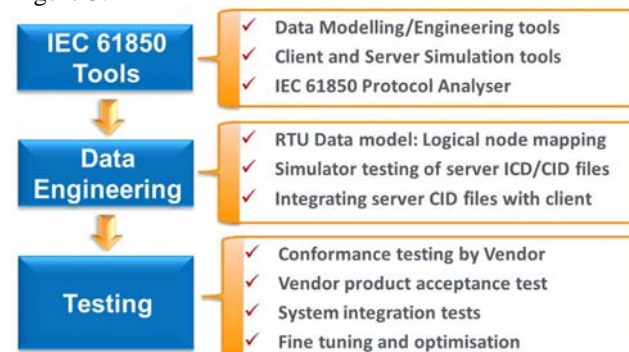 IEC 61850
Tools
✓ Data Modelling/Engineering tools
✓ Client and Server Simulation tools
✓ IEC 61850 Protocol Analyser
Data
Engineering
✓ RTU Data model: Logical node mapping
✓ Simulator testing of server ICD/CID files
✓ Integrating server CID files with client
Testing
✓ Conformance testing by Vendor
✓ Vendor product acceptance test
✓ System integration tests
✓ Fine tuning and optimisation